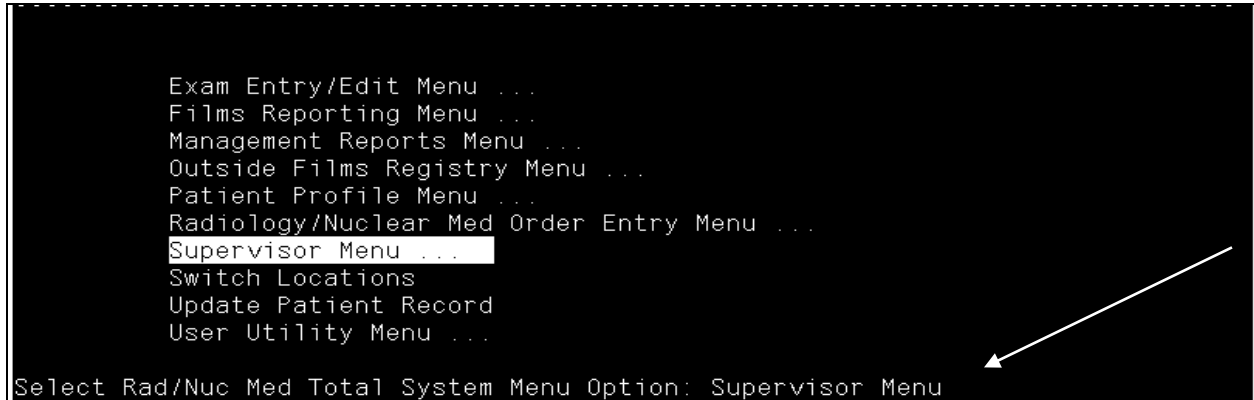 Exam Entry/Edit Menu ...
Films Reporting Menu ...
Management Reports Menu ...
Outside Films Registry Menu ...
Patient Profile Menu ...
Radiology/Nuclear Med Order Entry Menu ...
Supervisor Menu ...
Switch Locations
Update Patient Record
User Utility Menu ...
Select Rad/Nuc Med Total System Menu Option: Supervisor Menu